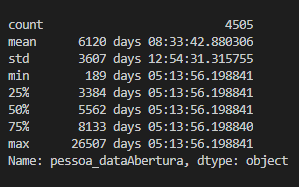 count                         4505
mean     6120 days 08:33:42.880306
std      3607 days 12:54:31.315755
min       189 days 05:13:56.198841
25%      3384 days 05:13:56.198841
50%      5562 days 05:13:56.198841
75%      8133 days 05:13:56.198840
max     26507 days 05:13:56.198841
Name: pessoa_dataAbertura, dtype: object